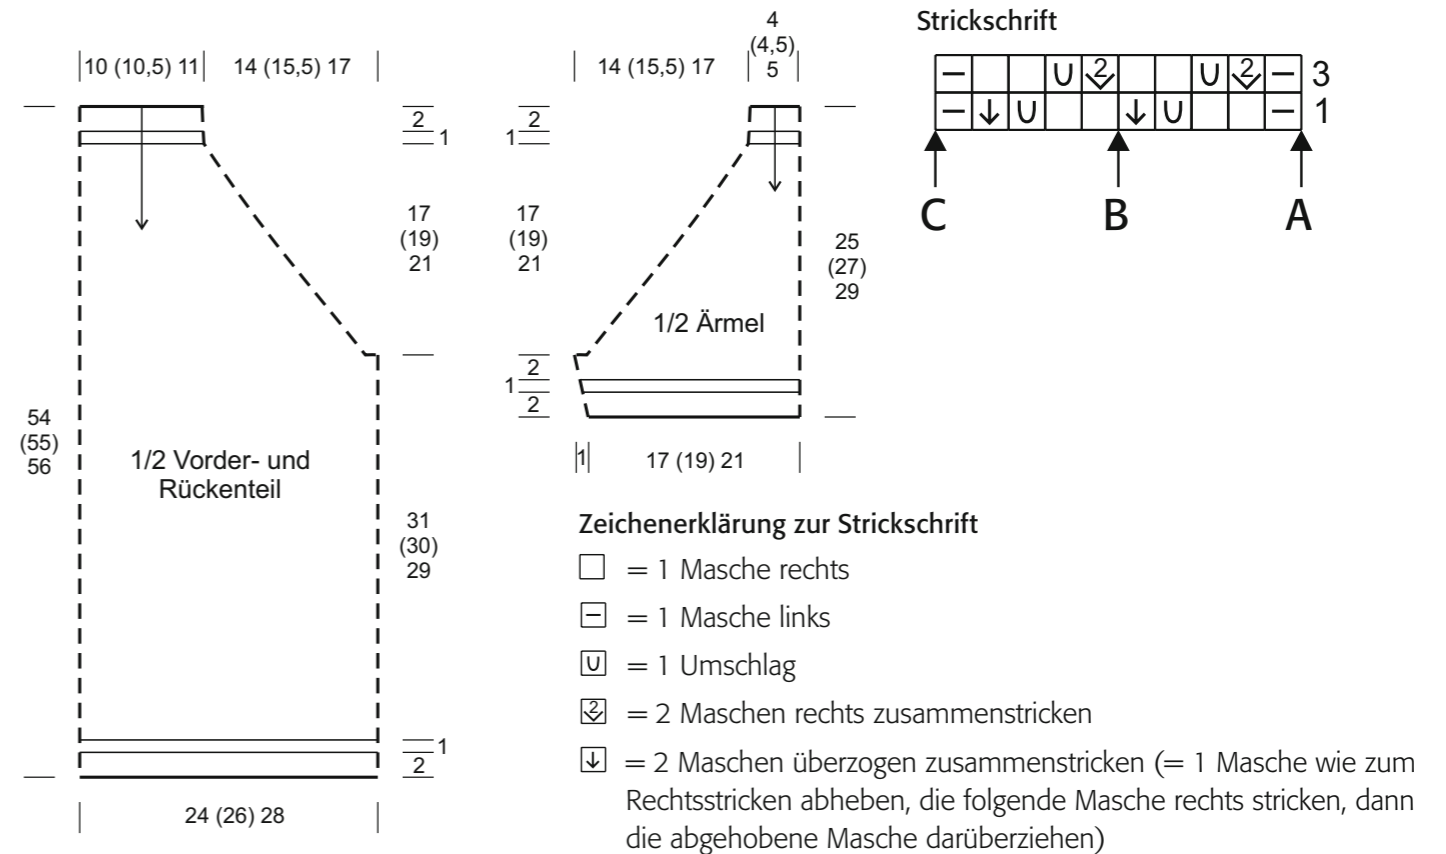 10 (10,5) 11
14 (15,5) 17
2
1
17
(19)
21
54
(55)
56
1/2 Vorder- und
Rückenteil
31
(30)
29
1
2
24 (26) 28
14 (15,5) 17
4
(4,5)
5
2
1
17
(19)
21
25
(27)
29
1/2 Ärmel
2
1
2
1
17 (19) 21
Strickschrift
– U 2 U 2 – 3
– ↓ U ↓ U – 1
C B A
Zeichenerklärung zur Strickschrift
= 1 Masche rechts
– = 1 Masche links
U = 1 Umschlag
2 = 2 Maschen rechts zusammenstricken
↓ = 2 Maschen überzogen zusammenstricken (= 1 Masche wie zum
Rechtsstricken abheben, die folgende Masche rechts stricken, dann
die abgehobene Masche darüberziehen)